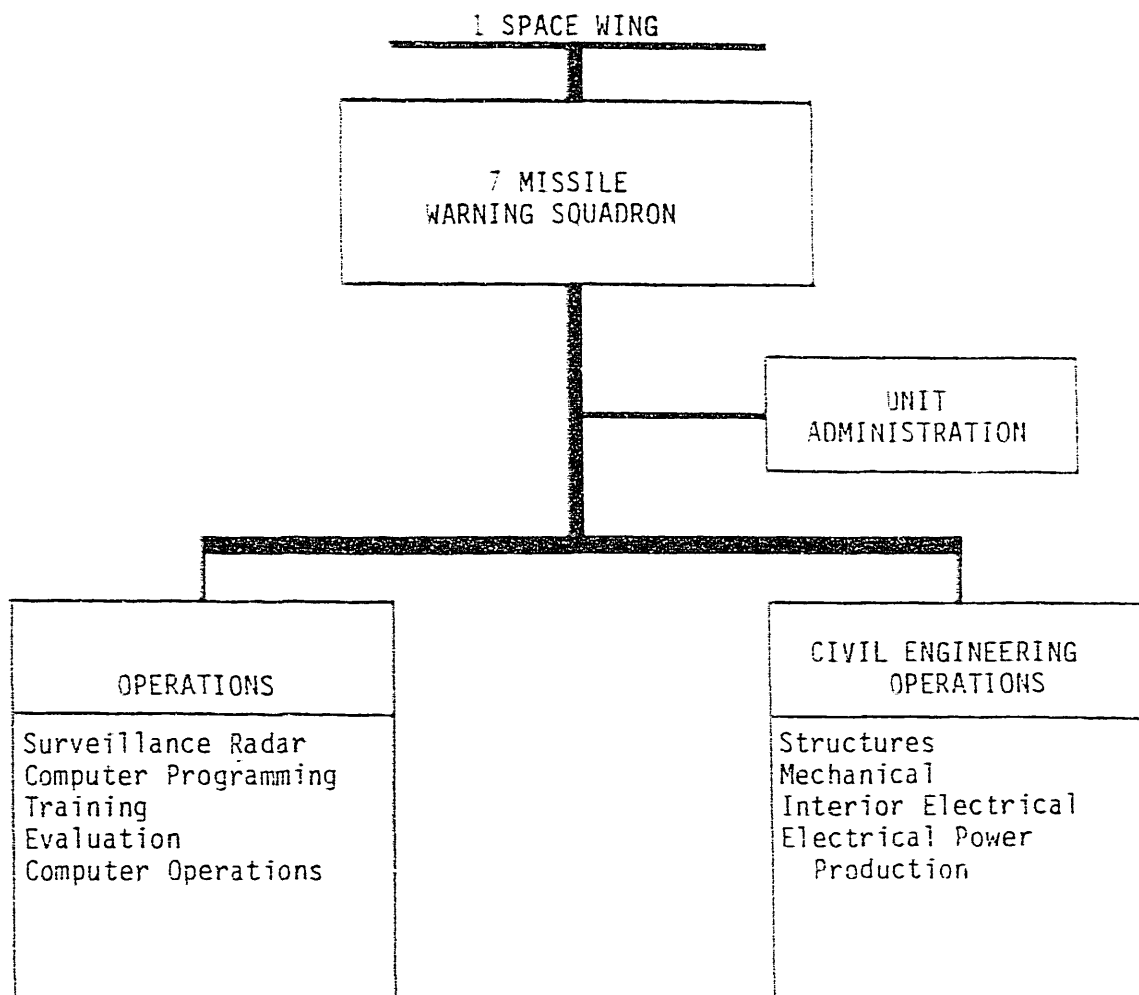 1 SPACE WING
7 MISSILE
WARNING SQUADRON
UNIT
ADMINISTRATION
OPERATIONS
Surveillance Radar
Computer Programming
Training
Evaluation
Computer Operations
CIVIL ENGINEERING
OPERATIONS
Structures
Mechanical
Interior Electrical
Electrical Power
Production